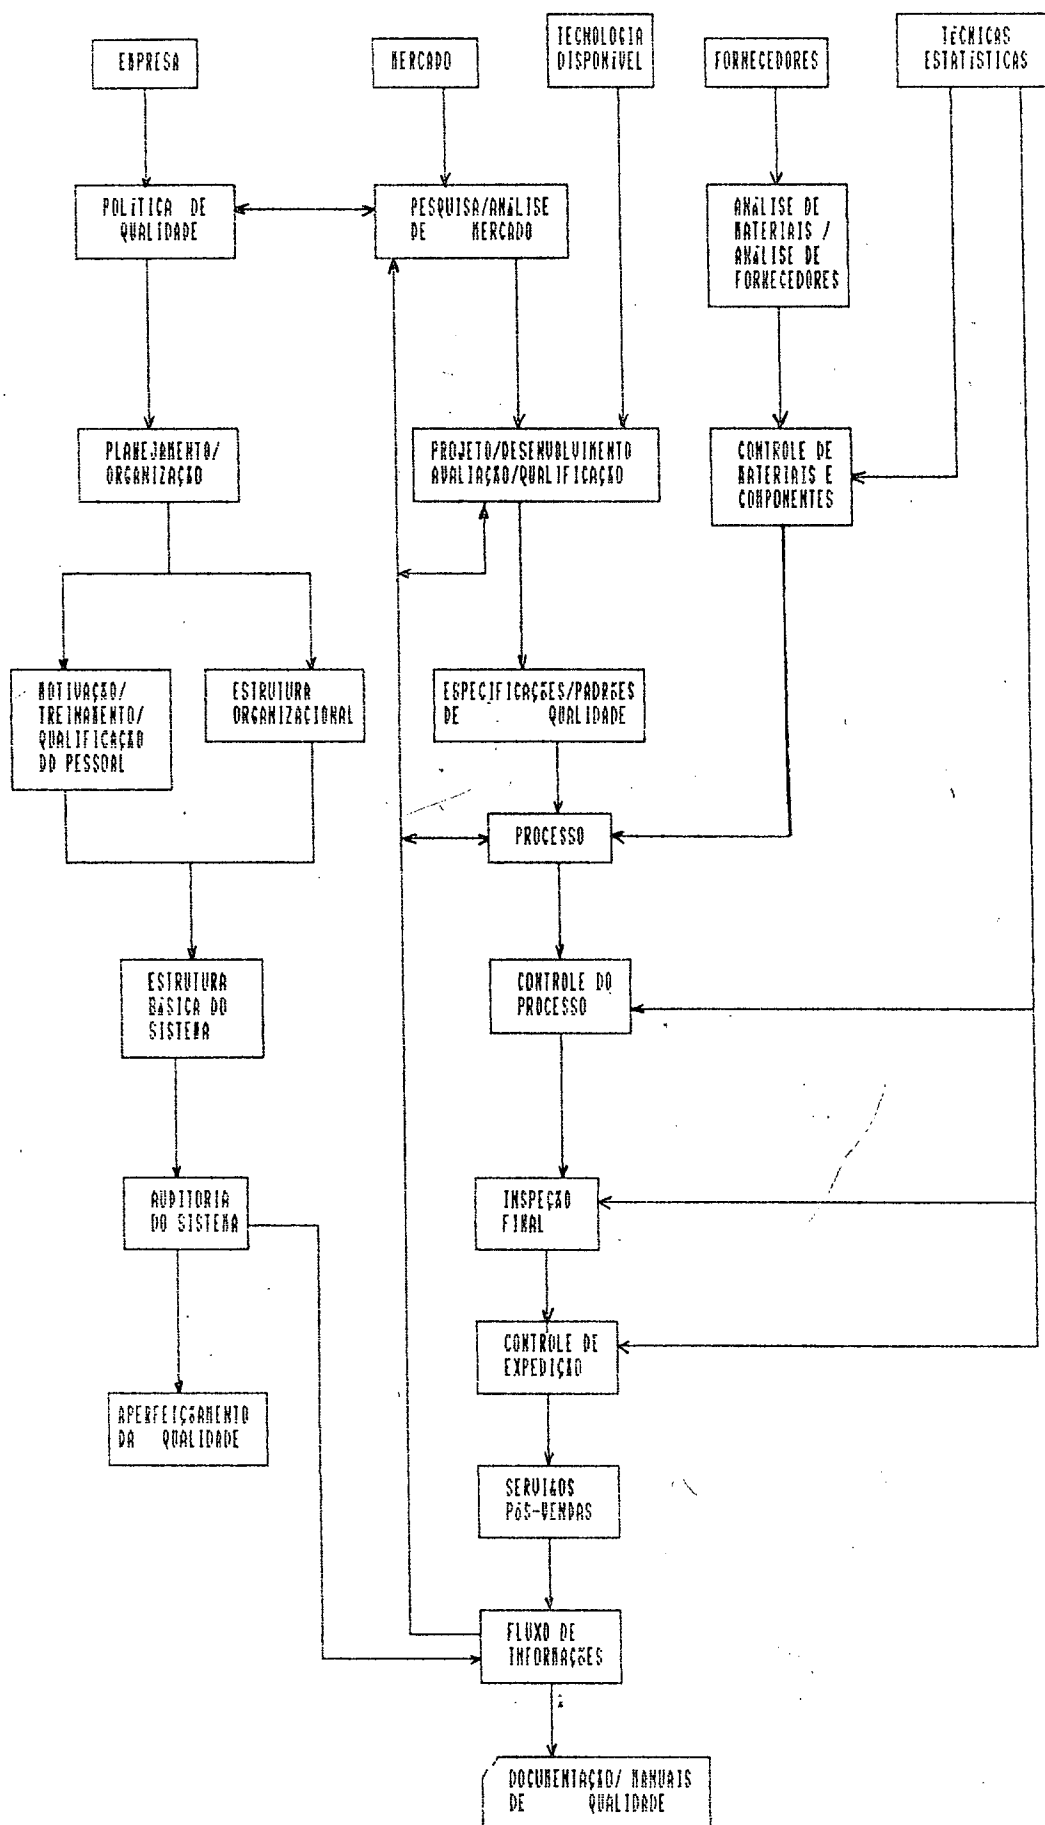 EMPRESA
MERCADO
TECNOLOGIA
DISPONÍVEL
FORNECEDORES
TÉCNICAS
ESTATÍSTICAS
POLÍTICA DE
QUALIDADE
PESQUISA/ANÁLISE
DE MERCADO
ANÁLISE DE
MATERIAIS /
ANÁLISE DE
FORNECEDORES
PLANEJAMENTO/
ORGANIZAÇÃO
PROJETO/DESENVOLVIMENTO
AVALIAÇÃO/QUALIFICAÇÃO
CONTROLE DE
MATERIAIS E
COMPONENTES
MOTIVAÇÃO/
TREINAMENTO/
QUALIFICAÇÃO
DO PESSOAL
ESTRUTURA
ORGANIZACIONAL
ESPECIFICAÇÕES/PADRÕES
DE QUALIDADE
PROCESSO
ESTRUTURA
BÁSICA DO
SISTEMA
CONTROLE DO
PROCESSO
AUDITORIA
DO SISTEMA
INSPEÇÃO
FINAL
CONTROLE DE
EXPEDIÇÃO
APERFEIÇÕAMENTO
DA QUALIDADE
SERVIÇOS
PÓS-VENDAS
FLUXO DE
INFORMAÇÕES
DOCUMENTAÇÃO/ MANUAIS
DE QUALIDADE